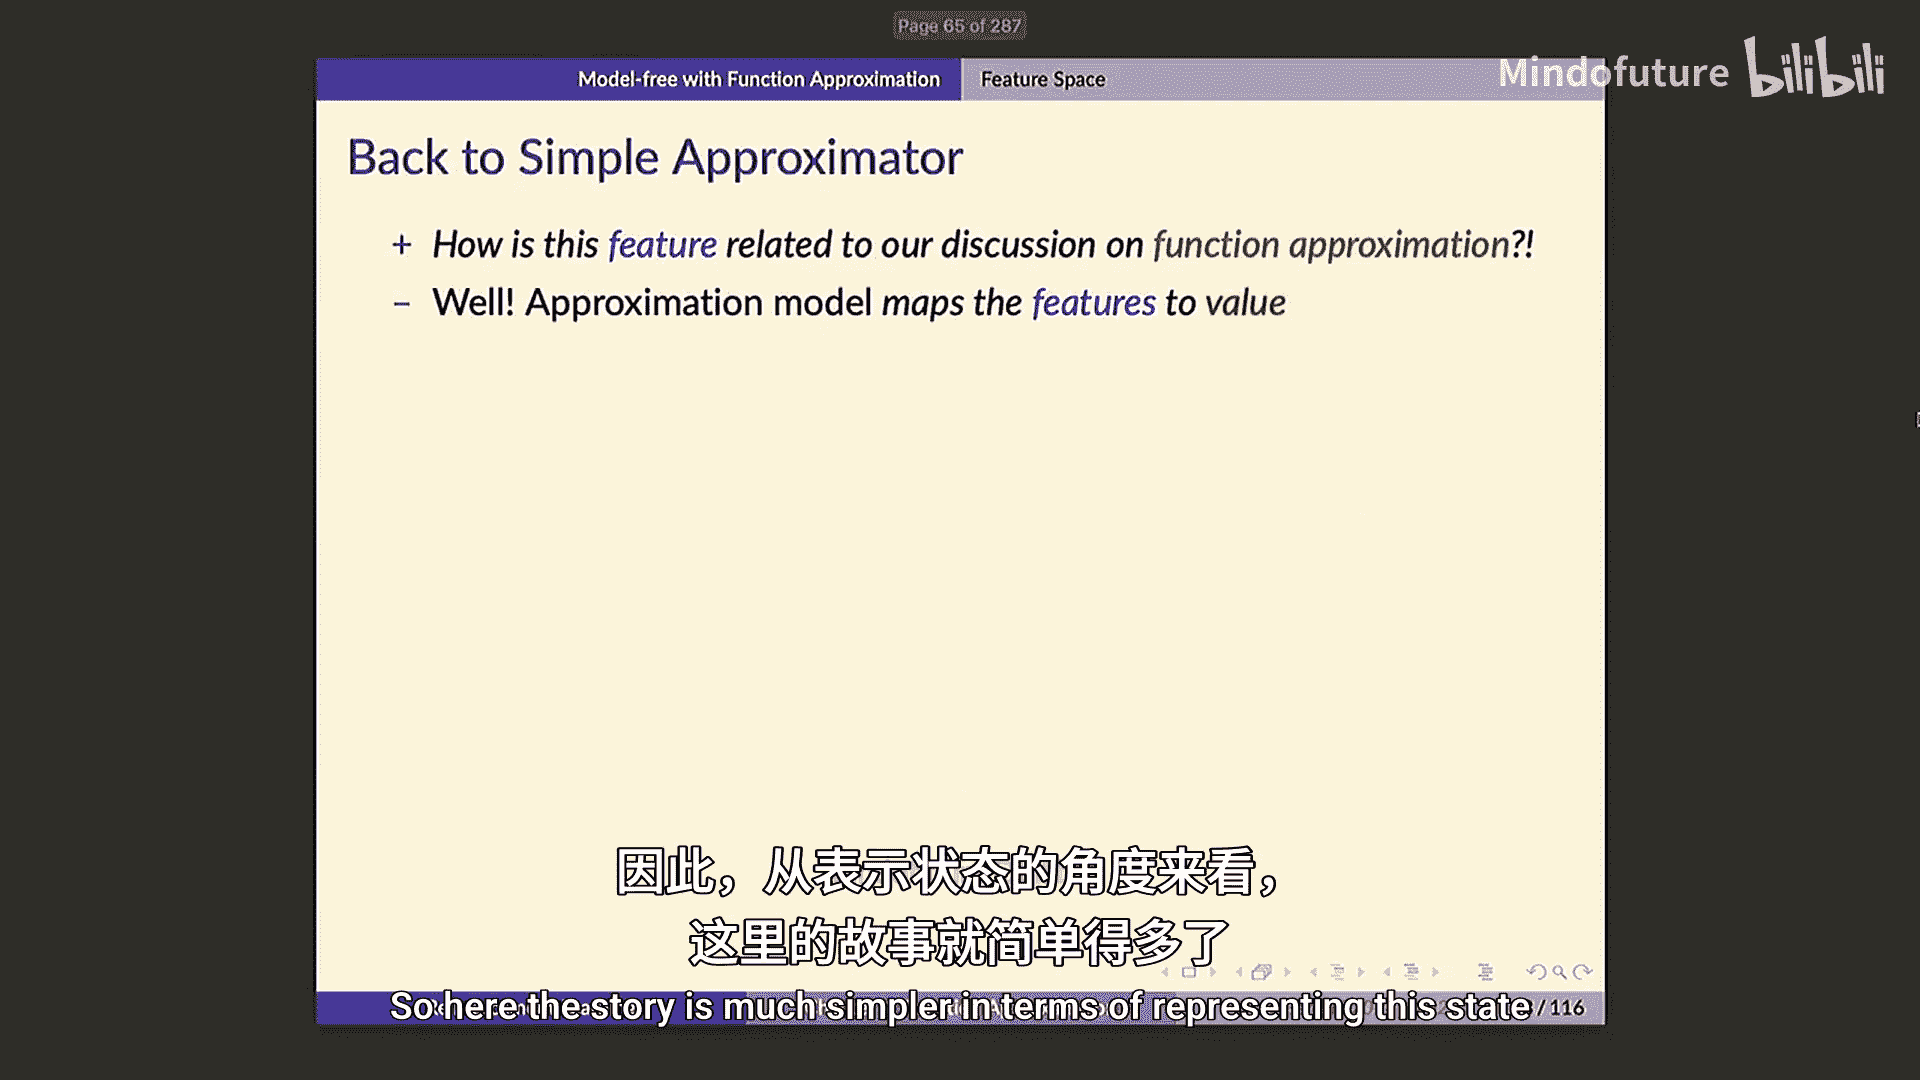 Page 65 of 287
Mindofuture bilibili
Model-free with Function Approximation Feature Space
Back to Simple Approximator
+ How is this feature related to our discussion on function approximation?!
– Well! Approximation model maps the features to value
因此，从表示状态的角度来看，
这里的故事就简单得多了
So here the story is much simpler in terms of representing this state
/ 116